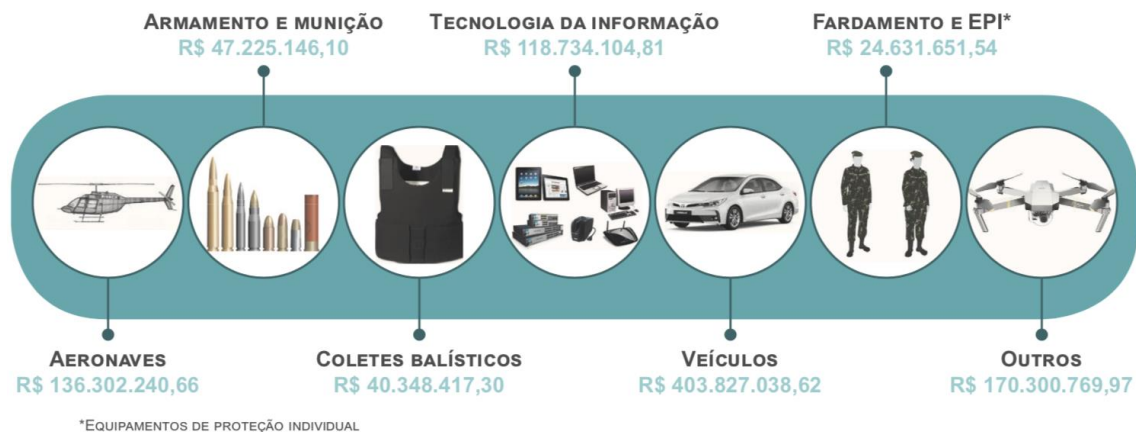 ARMAMENTO E MUNIÇÃO
R$ 47.225.146,10
TECNOLOGIA DA INFORMAÇÃO
R$ 118.734.104,81
FARDAMENTO E EPI*
R$ 24.631.651,54
AERONAVES
R$ 136.302.240,66
COLETES BALÍSTICOS
R$ 40.348.417,30
VEÍCULOS
R$ 403.827.038,62
OUTROS
R$ 170.300.769,97
*EQUIPAMENTOS DE PROTEÇÃO INDIVIDUAL